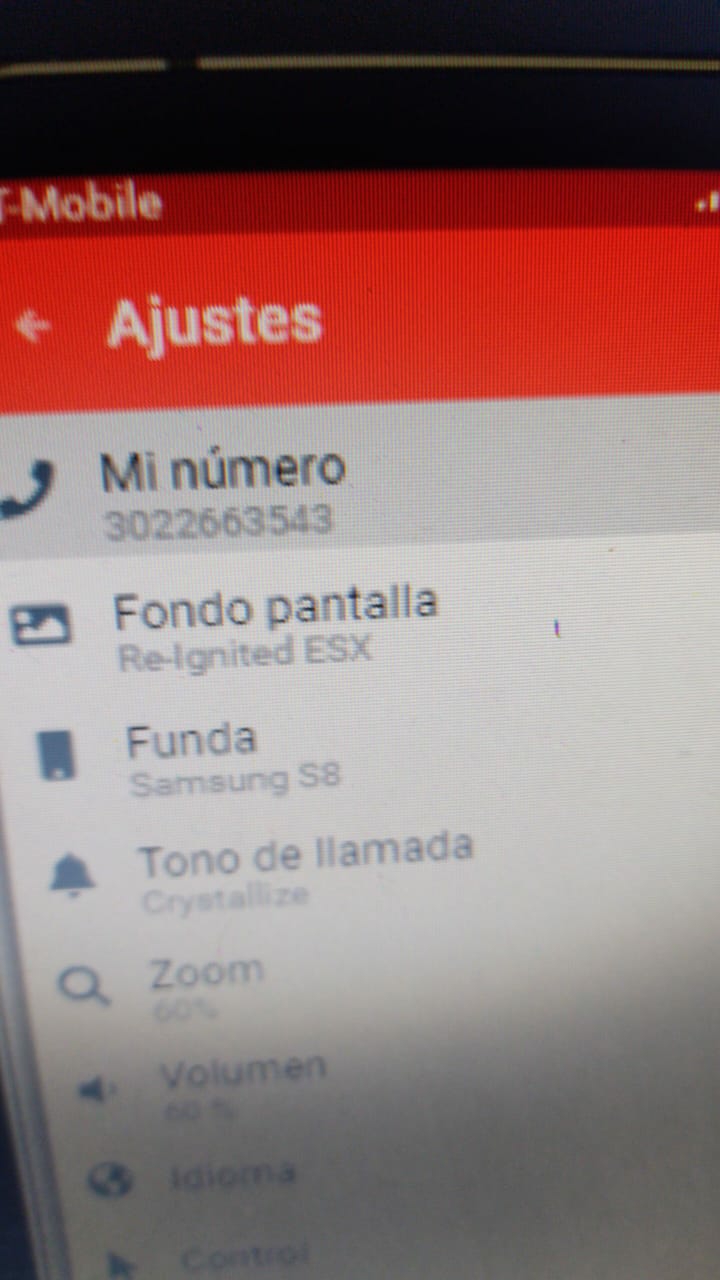 T-Mobile
Ajustes
Mi número
3022663543
Fondo pantalla
Re-Ignited ESX
Funda
Samsung S8
Tono de llamada
Crystallize
Zoom
60%
Volumen
60 %
Idioma
Control